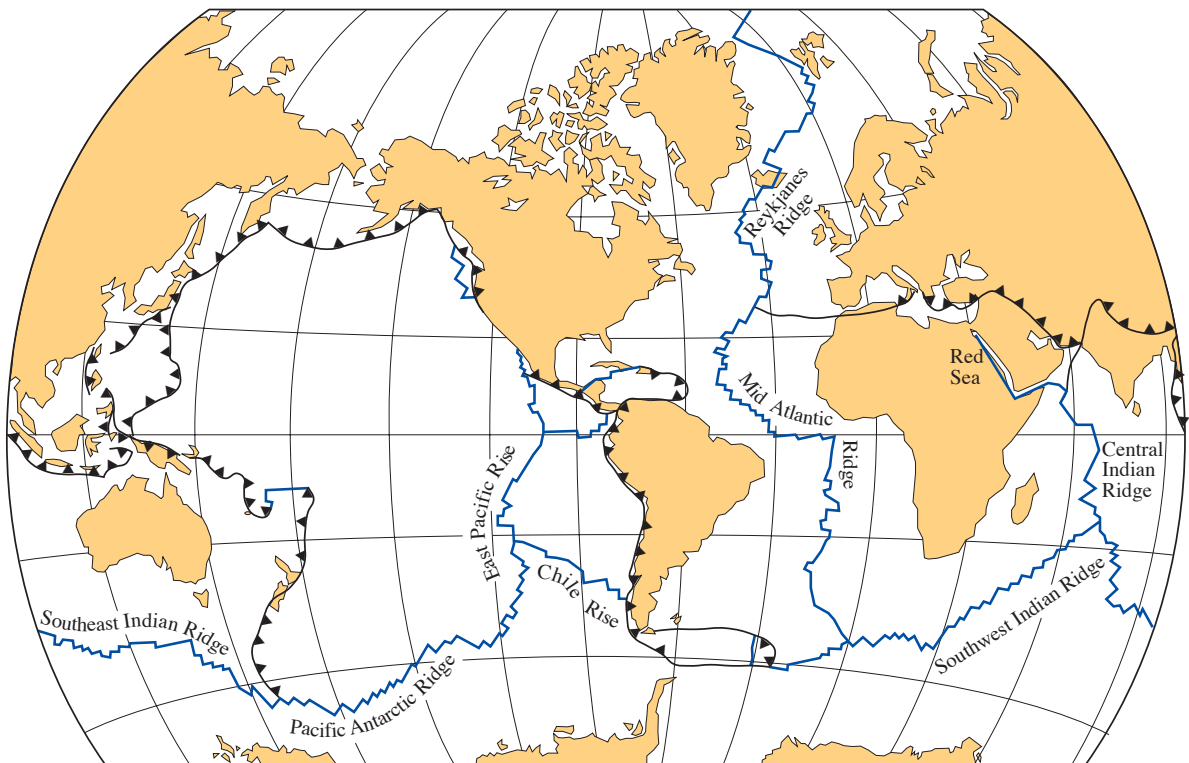 Reykjanes
Ridge
Red
Sea
Mid Atlantic
Ridge
Central
Indian
Ridge
East Pacific Rise
Chile Rise
Southeast Indian Ridge
Southwest Indian Ridge
Pacific Antarctic Ridge